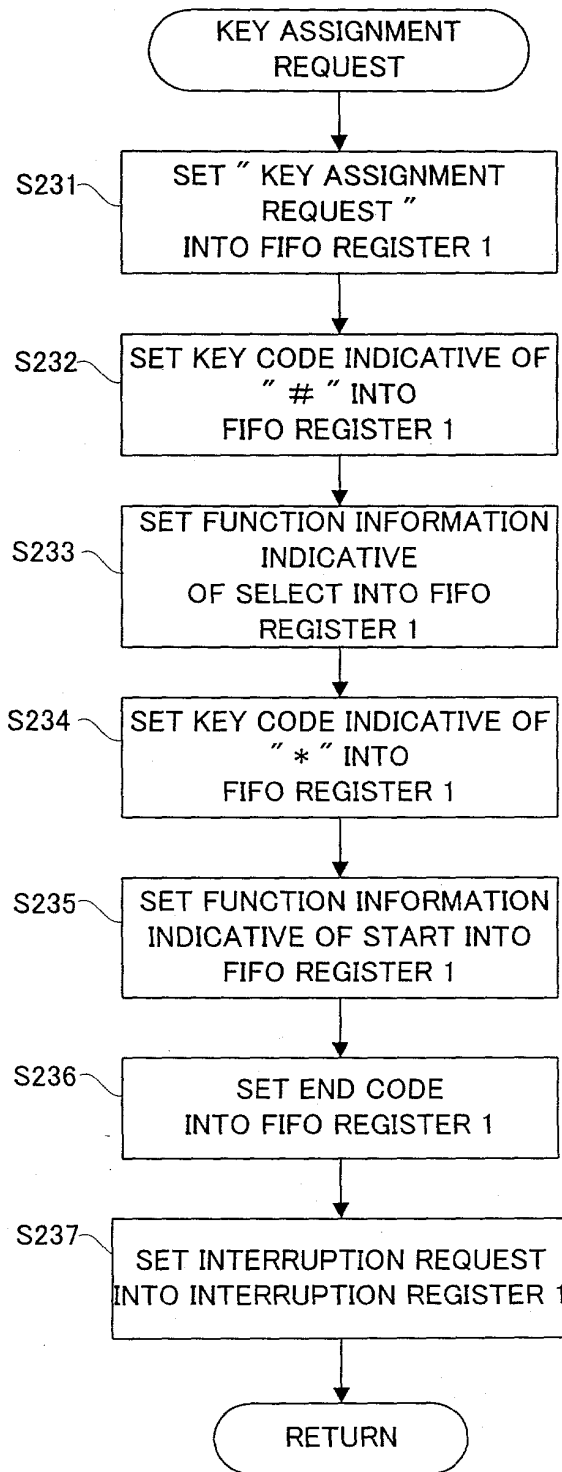 KEY ASSIGNMENT
REQUEST
S231
SET " KEY ASSIGNMENT
REQUEST "
INTO FIFO REGISTER 1
S232
SET KEY CODE INDICATIVE OF
" # " INTO
FIFO REGISTER 1
S233
SET FUNCTION INFORMATION
INDICATIVE
OF SELECT INTO FIFO
REGISTER 1
S234
SET KEY CODE INDICATIVE OF
" * " INTO
FIFO REGISTER 1
S235
SET FUNCTION INFORMATION
INDICATIVE OF START INTO
FIFO REGISTER 1
S236
SET END CODE
INTO FIFO REGISTER 1
S237
SET INTERRUPTION REQUEST
INTO INTERRUPTION REGISTER 1
RETURN